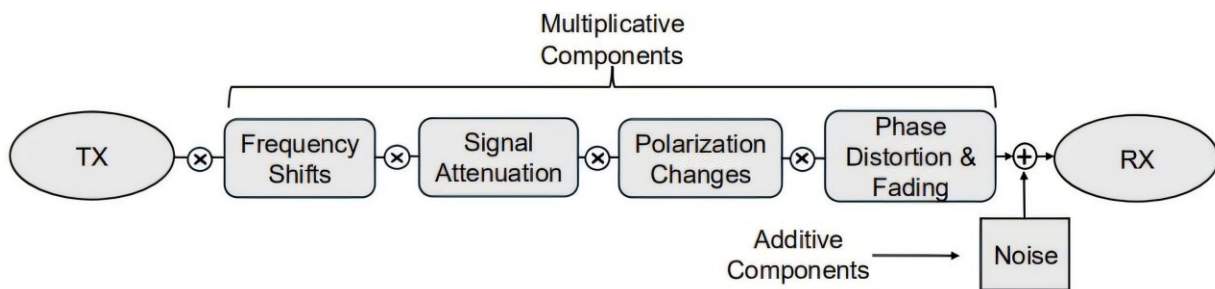 Multiplicative
Components
TX
Frequency
Shifts
Signal
Attenuation
Polarization
Changes
Phase
Distortion &
Fading
RX
Additive
Components
Noise